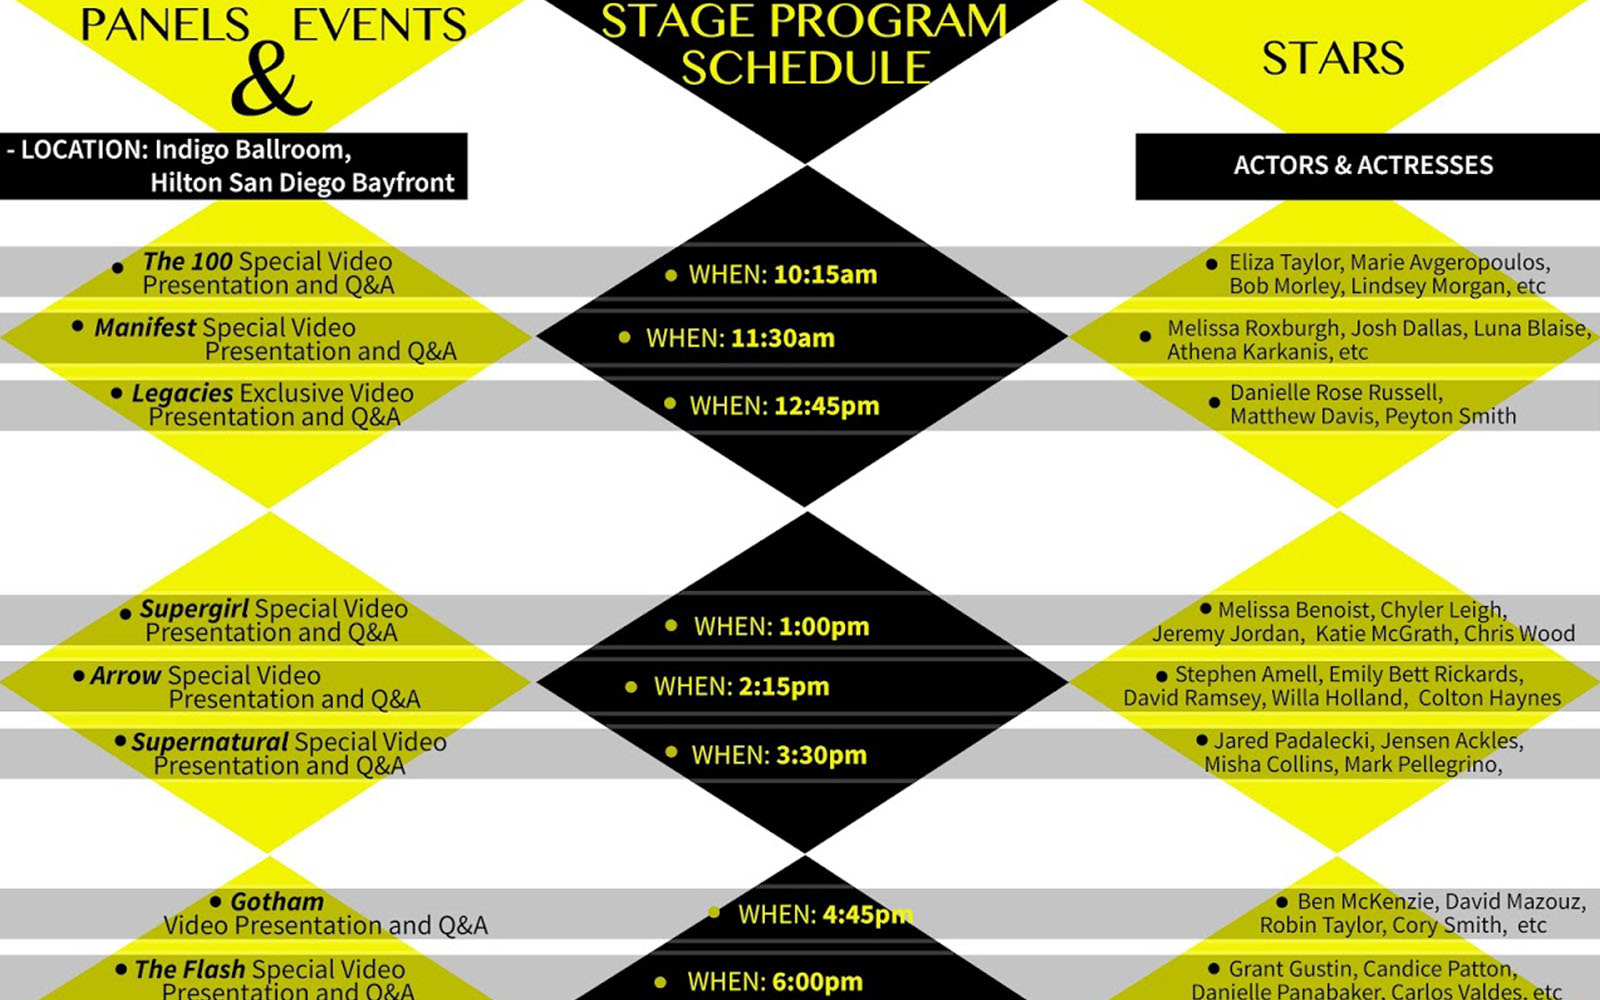 PANELS & EVENTS
STAGE PROGRAM
SCHEDULE
STARS
- LOCATION: Indigo Ballroom,
Hilton San Diego Bayfront
ACTORS & ACTRESSES
• The 100 Special Video
Presentation and Q&A
• WHEN: 10:15am
• Eliza Taylor, Marie Avgeropoulos,
Bob Morley, Lindsey Morgan, etc
• Manifest Special Video
Presentation and Q&A
• WHEN: 11:30am
• Melissa Roxburgh, Josh Dallas, Luna Blaise,
Athena Karkanis, etc
• Legacies Exclusive Video
Presentation and Q&A
• WHEN: 12:45pm
• Danielle Rose Russell,
Matthew Davis, Peyton Smith
• Supergirl Special Video
Presentation and Q&A
• WHEN: 1:00pm
• Melissa Benoist, Chyler Leigh,
Jeremy Jordan, Katie McGrath, Chris Wood
• Arrow Special Video
Presentation and Q&A
• WHEN: 2:15pm
• Stephen Amell, Emily Bett Rickards,
David Ramsey, Willa Holland, Colton Haynes
• Supernatural Special Video
Presentation and Q&A
• WHEN: 3:30pm
• Jared Padalecki, Jensen Ackles,
Misha Collins, Mark Pellegrino,
• Gotham
Video Presentation and Q&A
• WHEN: 4:45pm
• Ben McKenzie, David Mazouz,
Robin Taylor, Cory Smith, etc
• The Flash Special Video
Presentation and Q&A
• WHEN: 6:00pm
• Grant Gustin, Candice Patton,
Danielle Panabaker, Carlos Valdes, etc